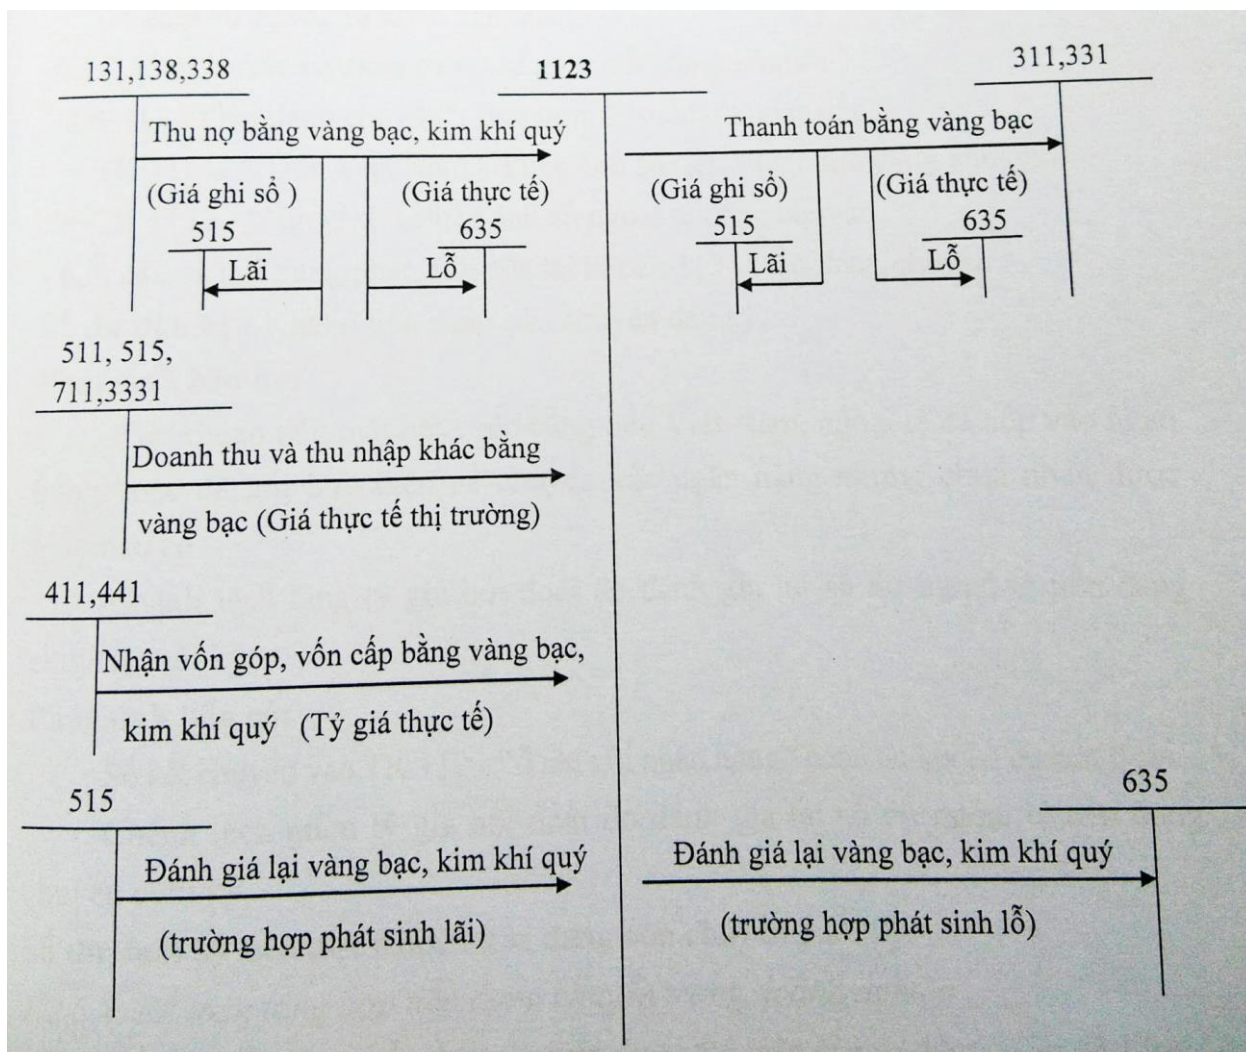 131,138,338
1123
311,331
Thu nợ bằng vàng bạc, kim khí quý
Thanh toán bằng vàng bạc
(Giá ghi sổ )
(Giá thực tế)
(Giá ghi sổ)
(Giá thực tế)
515
635
515
635
Lãi
Lỗ
Lãi
Lỗ
511, 515,
711,3331
Doanh thu và thu nhập khác bằng
vàng bạc (Giá thực tế thị trường)
411,441
Nhận vốn góp, vốn cấp bằng vàng bạc,
kim khí quý (Tỷ giá thực tế)
515
635
Đánh giá lại vàng bạc, kim khí quý
Đánh giá lại vàng bạc, kim khí quý
(trường hợp phát sinh lãi)
(trường hợp phát sinh lỗ)